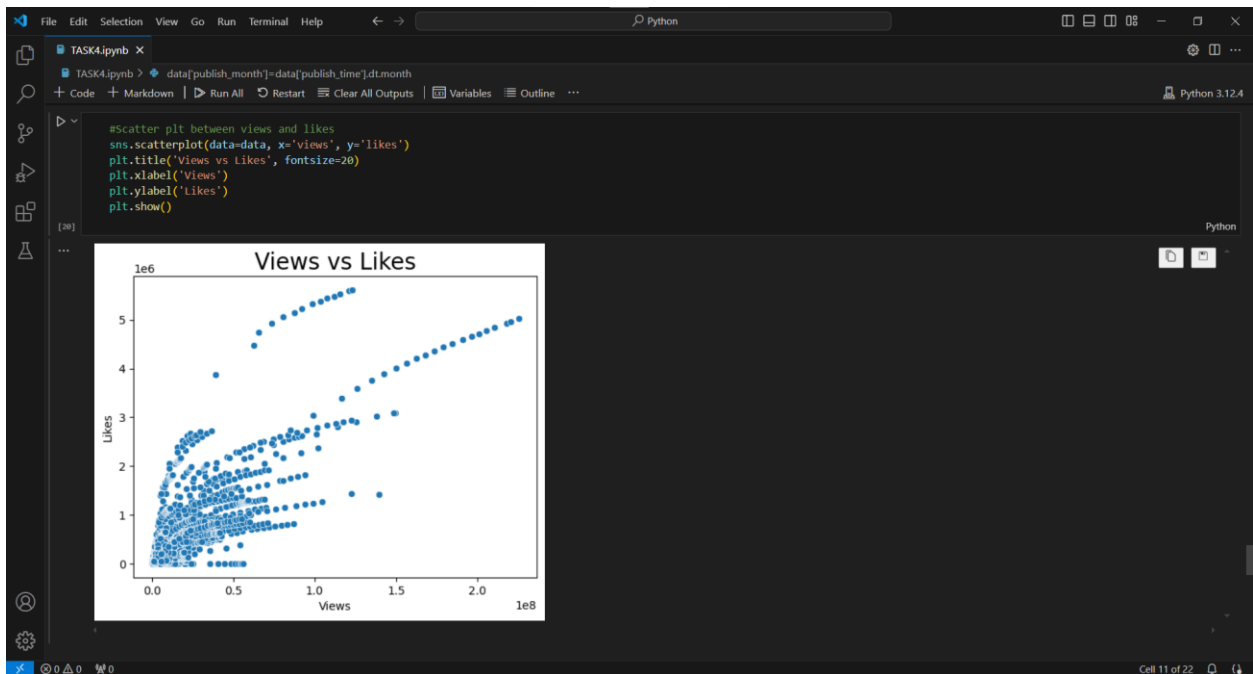 File Edit Selection View Go Run Terminal Help
Python
TASK4.ipynb
TASK4.ipynb > data['publish_month']=data['publish_time'].dt.month
+ Code + Markdown | Run All Restart Clear All Outputs | Variables Outline ...
Python 3.12.4
#Scatter plt between views and likes
sns.scatterplot(data=data, x='views', y='likes')
plt.title('Views vs Likes', fontsize=20)
plt.xlabel('Views')
plt.ylabel('Likes')
plt.show()
[20]
Python
...
Views vs Likes
1e6
5
4
3
Likes
2
1
0
0.0 0.5 1.0 1.5 2.0
Views
1e8
0 0 0
Cell 11 of 22